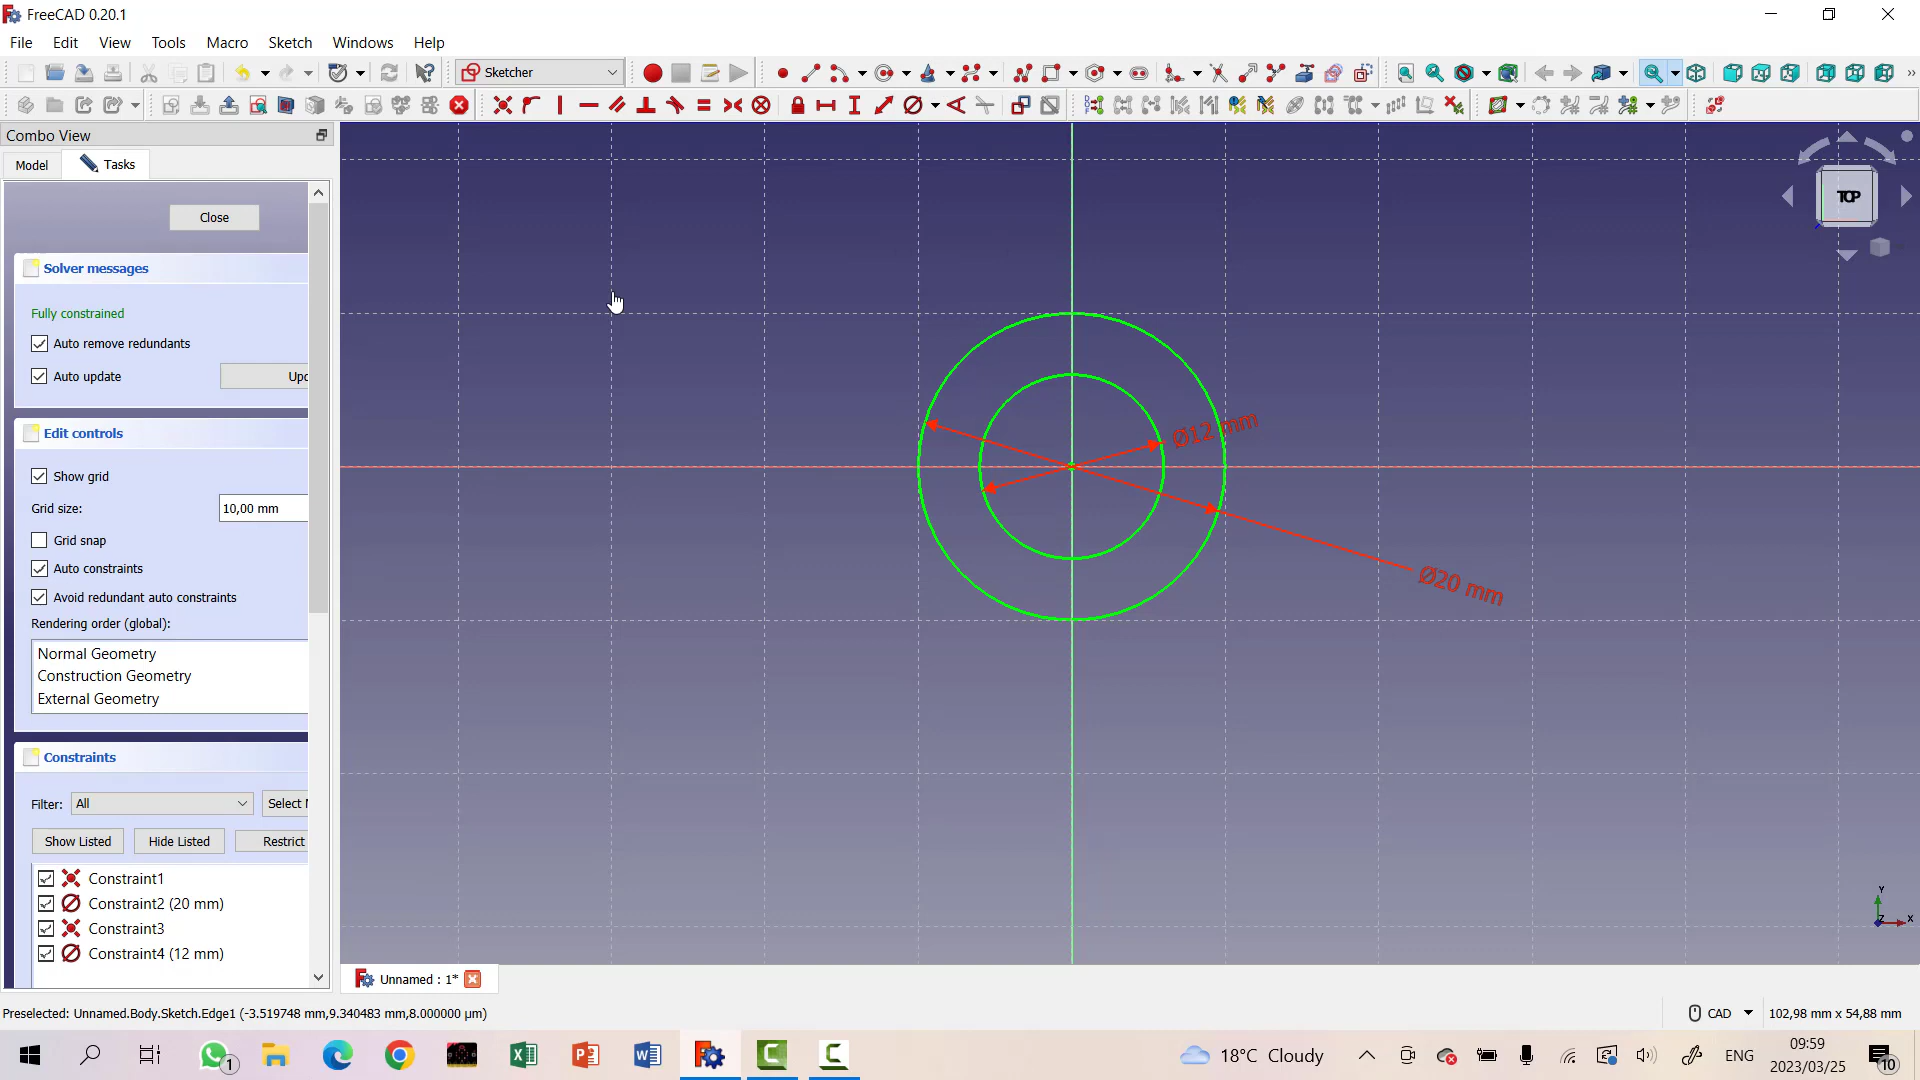 FreeCAD 0.20.1
File Edit View Tools Macro Sketch Windows Help
Sketcher
Combo View
Model Tasks
Close
Solver messages
Fully constrained
Auto remove redundants
Auto update Upd
Edit controls
Show grid
Grid size: 10,00 mm
Grid snap
Auto constraints
Avoid redundant auto constraints
Rendering order (global):
Normal Geometry
Construction Geometry
External Geometry
Constraints
Filter: All Select
Show Listed Hide Listed Restrict
Constraint1
Constraint2 (20 mm)
Constraint3
Constraint4 (12 mm)
Ø12 mm
Ø20 mm
TOP
Y
Z X
Unnamed : 1*
Preselected: Unnamed.Body.Sketch.Edge1 (-3.519748 mm,9.340483 mm,8.000000 µm)
CAD 102,98 mm x 54,88 mm
1
18°C Cloudy
ENG
09:59
2023/03/25
10